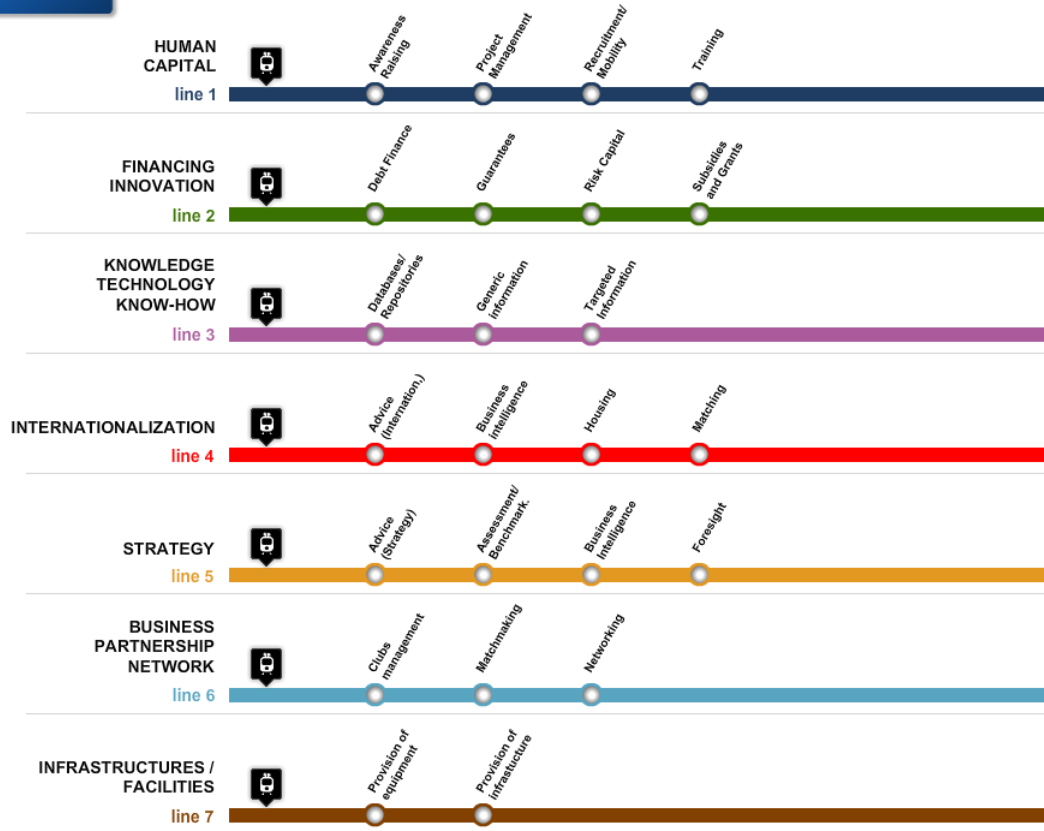 HUMAN
CAPITAL
line 1
Awareness
Raising
Project
Management
Recruitment/
Mobility
Training
FINANCING
INNOVATION
line 2
Debt Finance
Guarantees
Risk Capital
Subsidies
and Grants
KNOWLEDGE
TECHNOLOGY
KNOW-HOW
line 3
Databases/
Repositories
Generic
information
Targeted
Information
INTERNATIONALIZATION
line 4
Advice
(Internation.)
Business
intelligence
Housing
Matching
STRATEGY
line 5
Advice
(Strategy)
Assessment/
Benchmark.
Business
Intelligence
Foresight
BUSINESS
PARTNERSHIP
NETWORK
line 6
Clubs
management
Matchmaking
Networking
INFRASTRUCTURES /
FACILITIES
line 7
Provision of
equipment
Provision of
infrastucture